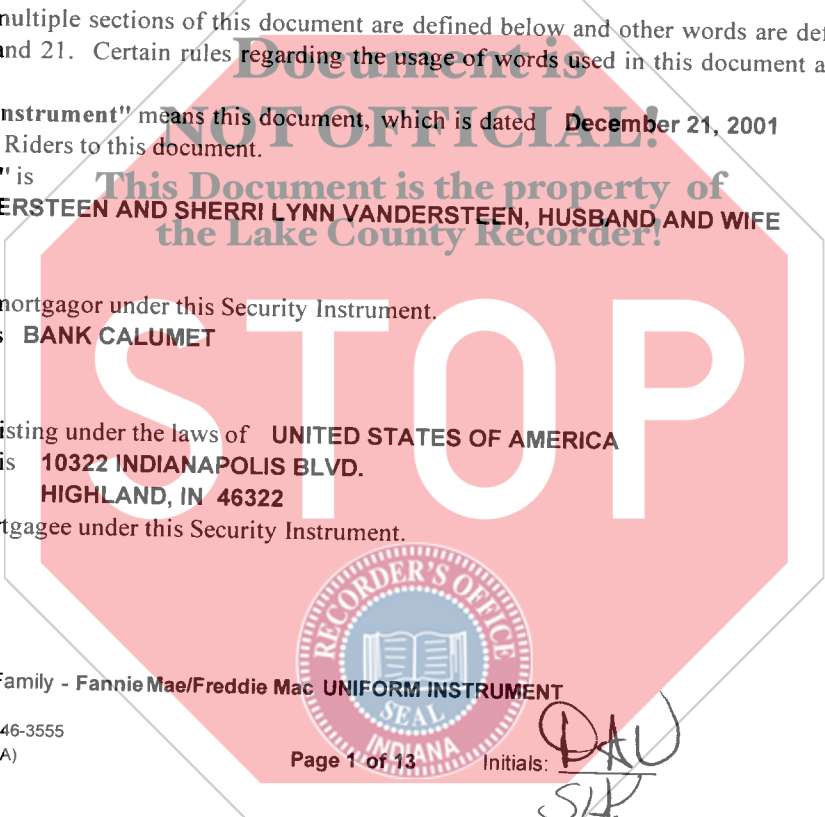 multiple sections of this document are defined below and other words are def
and 21. Certain rules regarding the usage of words used in this document a
Document is
nstrument" means this document, which is dated December 21, 2001
NOT OFFICIAL!
Riders to this document.
" is
This Document is the property of
ERSTEEN AND SHERRI LYNN VANDERSTEEN, HUSBAND AND WIFE
the Lake County Recorder!
mortgagor under this Security Instrument.
s BANK CALUMET
STOP
isting under the laws of UNITED STATES OF AMERICA
is 10322 INDIANAPOLIS BLVD.
HIGHLAND, IN 46322
tgagee under this Security Instrument.
RECORDER'S OFFICE
Family - Fannie Mae/Freddie Mac UNIFORM INSTRUMENT
SEAL
46-3555
INDIANA
A)
Page 1 of 13 Initials: